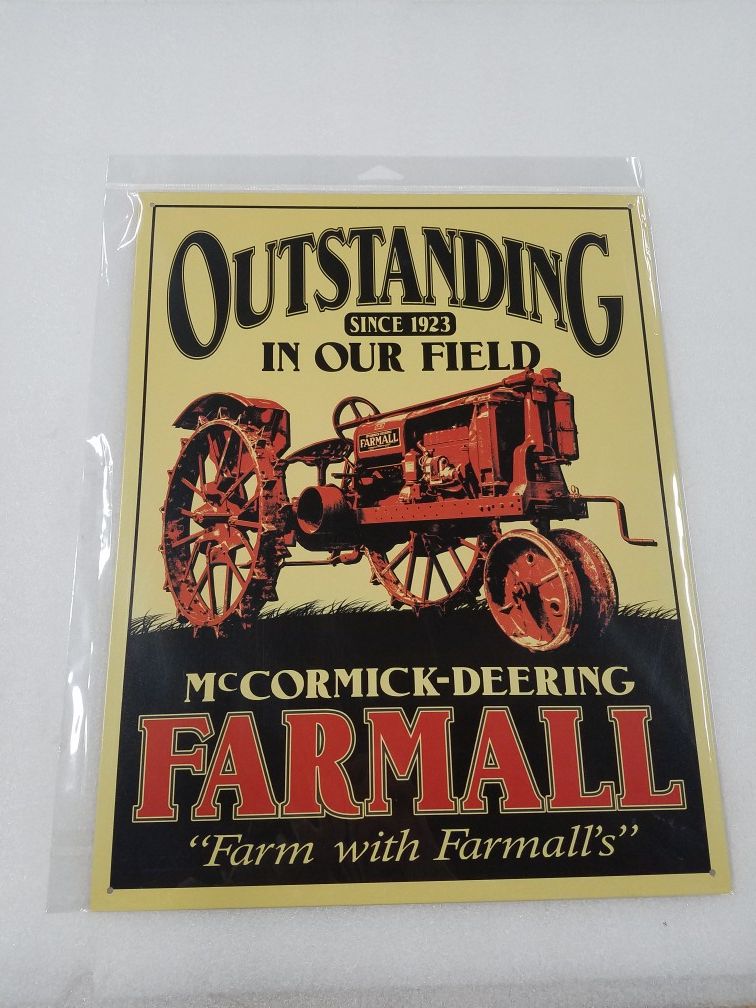 OUTSTANDING
SINCE 1923
IN OUR FIELD
FARMALL
McCORMICK-DEERING
FARMALL
"Farm with Farmall's"